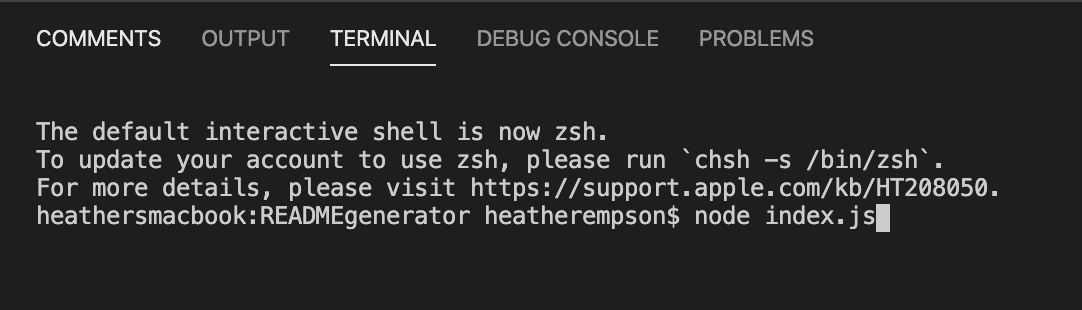 COMMENTS OUTPUT TERMINAL DEBUG CONSOLE PROBLEMS
The default interactive shell is now zsh.
To update your account to use zsh, please run `chsh -s /bin/zsh`.
For more details, please visit https://support.apple.com/kb/HT208050.
heathersmacbook:READMEgenerator heatherempson$ node index.js